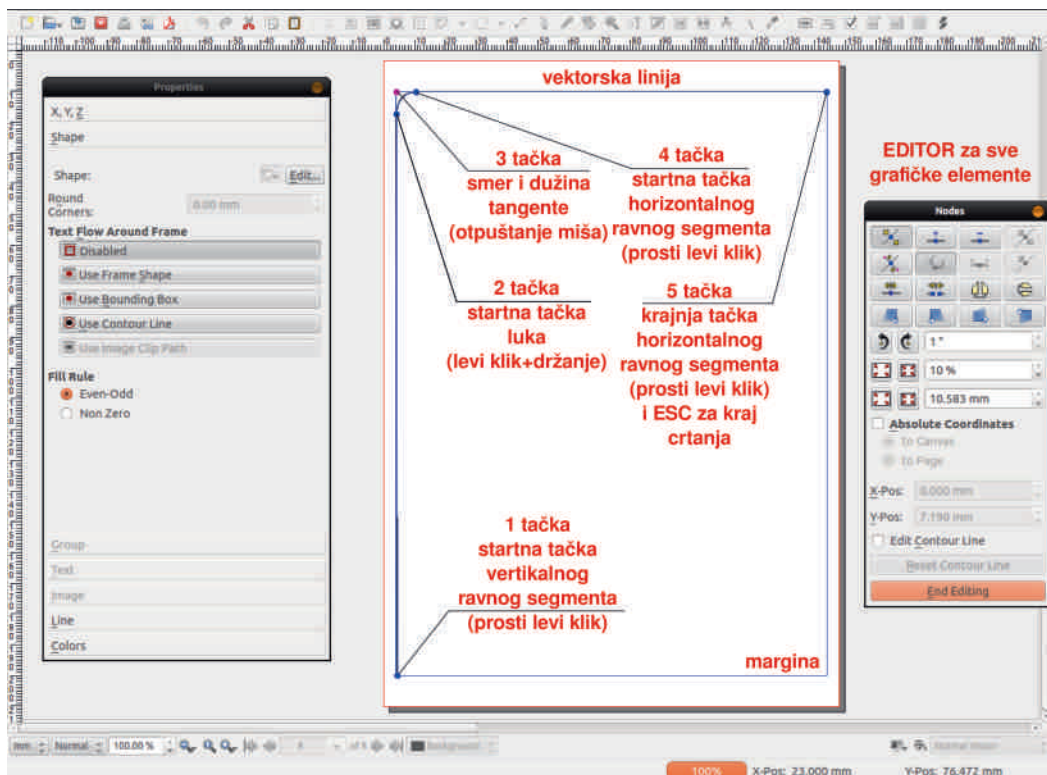 Properties
X, Y, Z
Shape
Shape:
Edit...
Round
Corners:
0.00 mm
Text Flow Around Frame
Disabled
Use Frame Shape
Use Bounding Box
Use Contour Line
Use Image Clip Path
Fill Rule
Even-Odd
Non Zero
Group
Text
Image
Line
Colors
vektorska linija
3 tačka
smer i dužina
tangente
(otpuštanje miša)
4 tačka
startna tačka
horizontalnog
ravnog segmenta
(prosti levi klik)
2 tačka
startna tačka
luka
(levi klik+držanje)
5 tačka
krajnja tačka
horizontalnog
ravnog segmenta
(prosti levi klik)
i ESC za kraj
crtanja
1 tačka
startna tačka
vertikalnog
ravnog segmenta
(prosti levi klik)
margina
EDITOR za sve
grafičke elemente
Nodes
1 °
10 %
10.583 mm
Absolute Coordinates
To Canvas
To Page
X-Pos: 0.000 mm
Y-Pos: 7.190 mm
Edit Contour Line
Reset Contour Line
End Editing
mm
Normal
100.00 %
Background
Normal Vision
100%
X-Pos: 23.000 mm
Y-Pos: 76.472 mm